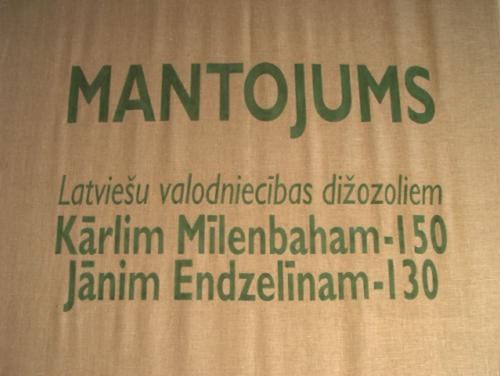 MANTOJUMS
Latviešu valodniecības dižozoliem
Kārlim Mīlenbaham-150
Jānim Endzelīnam-130